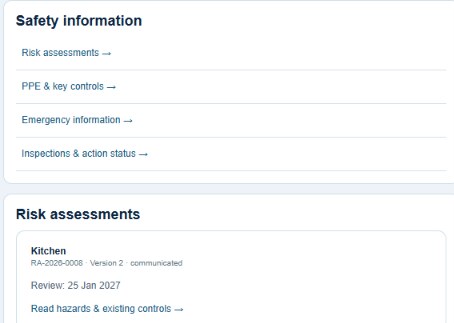 Safety information
Risk assessments →
PPE & key controls →
Emergency information →
Inspections & action status →
Risk assessments
Kitchen
RA-2026-0008 · Version 2 · communicated
Review: 25 Jan 2027
Read hazards & existing controls →